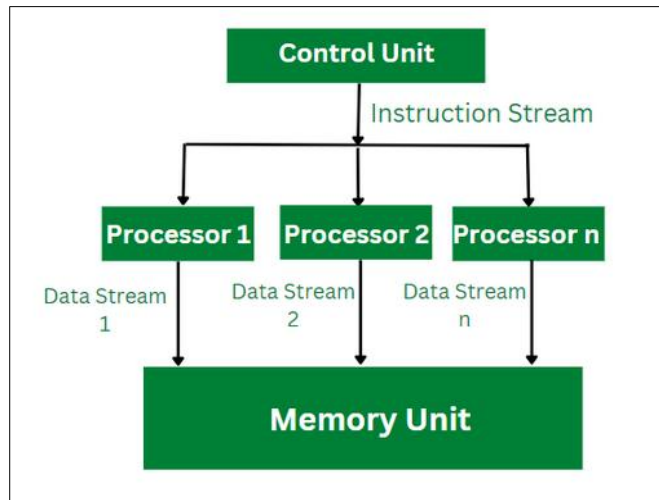 Control Unit
Instruction Stream
Processor 1
Processor 2
Processor n
Data Stream
1
Data Stream
2
Data Stream
n
Memory Unit